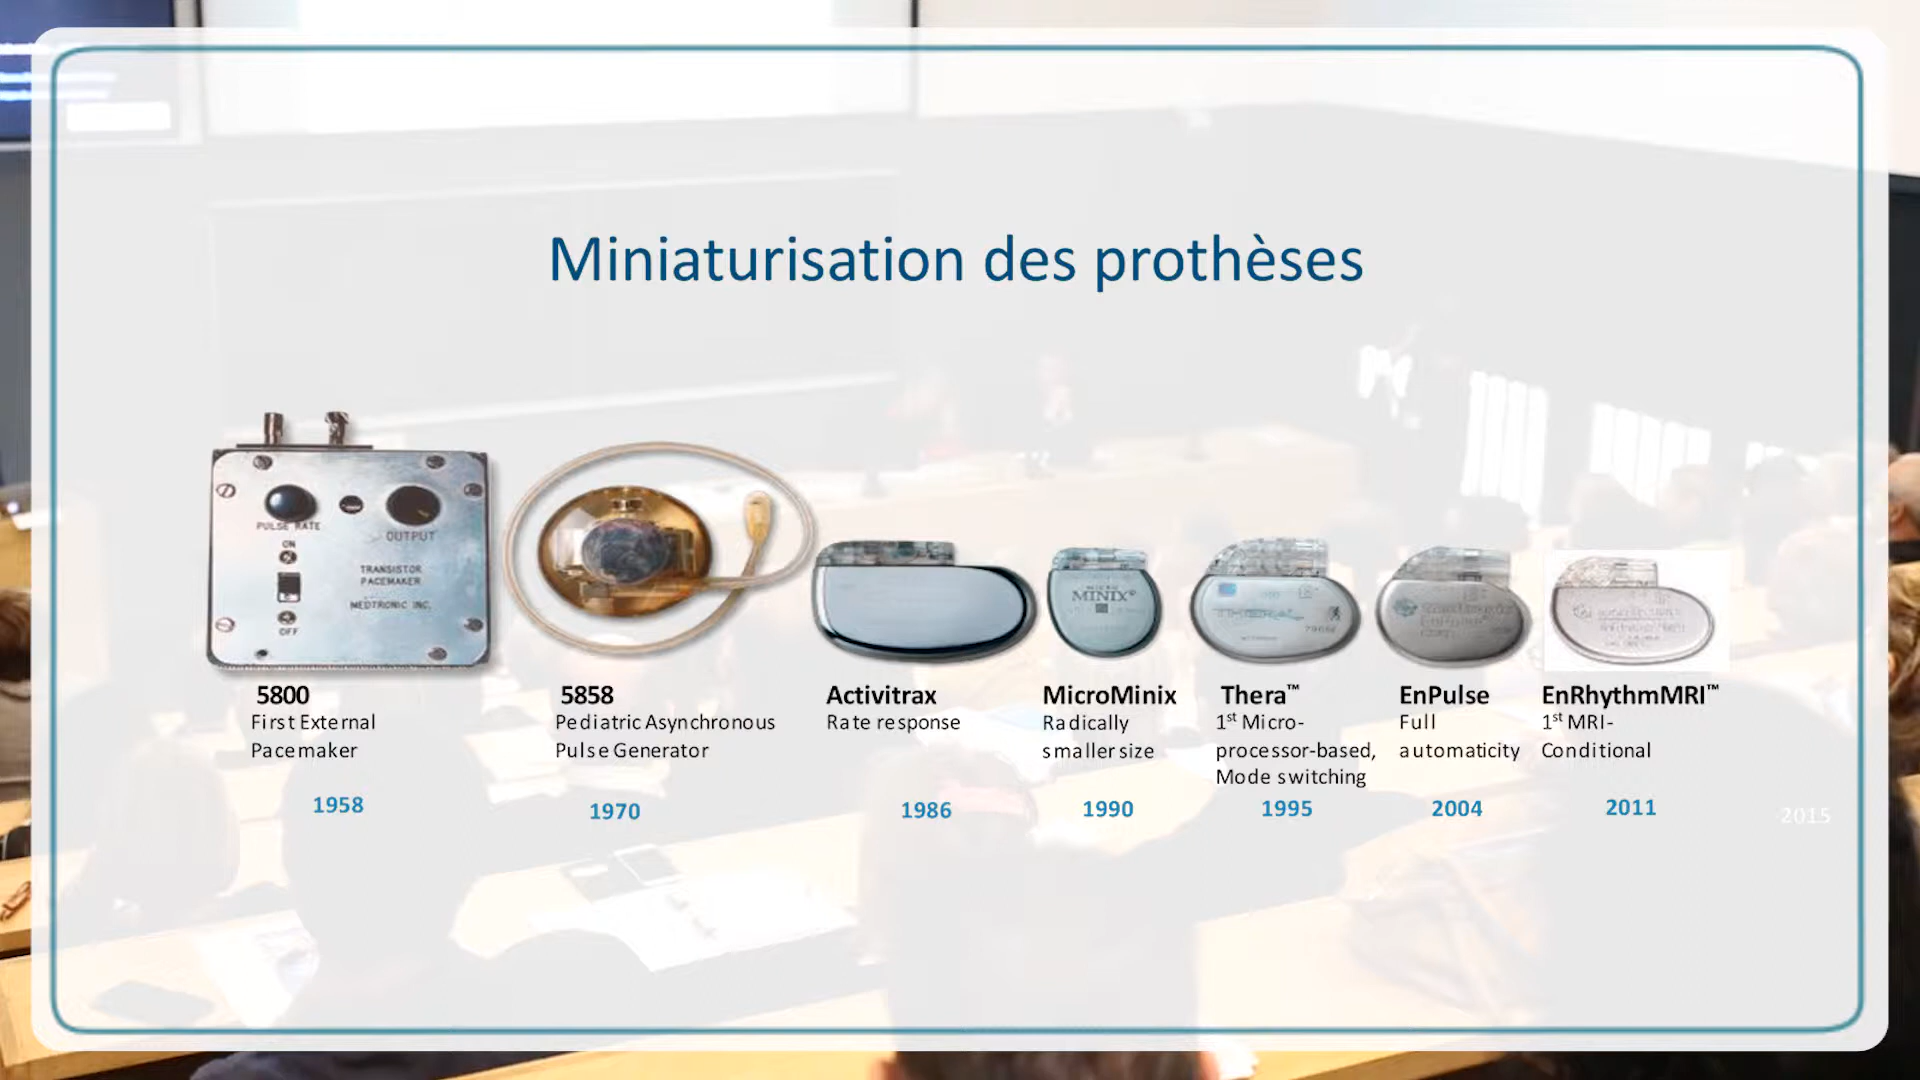 Miniaturisation des prothèses
PULSE RATE
OUTPUT
ON
TRANSISTOR
PACEMAKER
MEDTRONIC INC.
OFF
MINIX
5800
First External
Pacemaker
1958
5858
Pediatric Asynchronous
Pulse Generator
1970
Activitrax
Rate response
1986
MicroMinix
Radically
smaller size
1990
Thera™
1st Micro-
processor-based,
Mode switching
1995
EnPulse
Full
automaticity
2004
EnRhythmMRI™
1st MRI-
Conditional
2011
2015